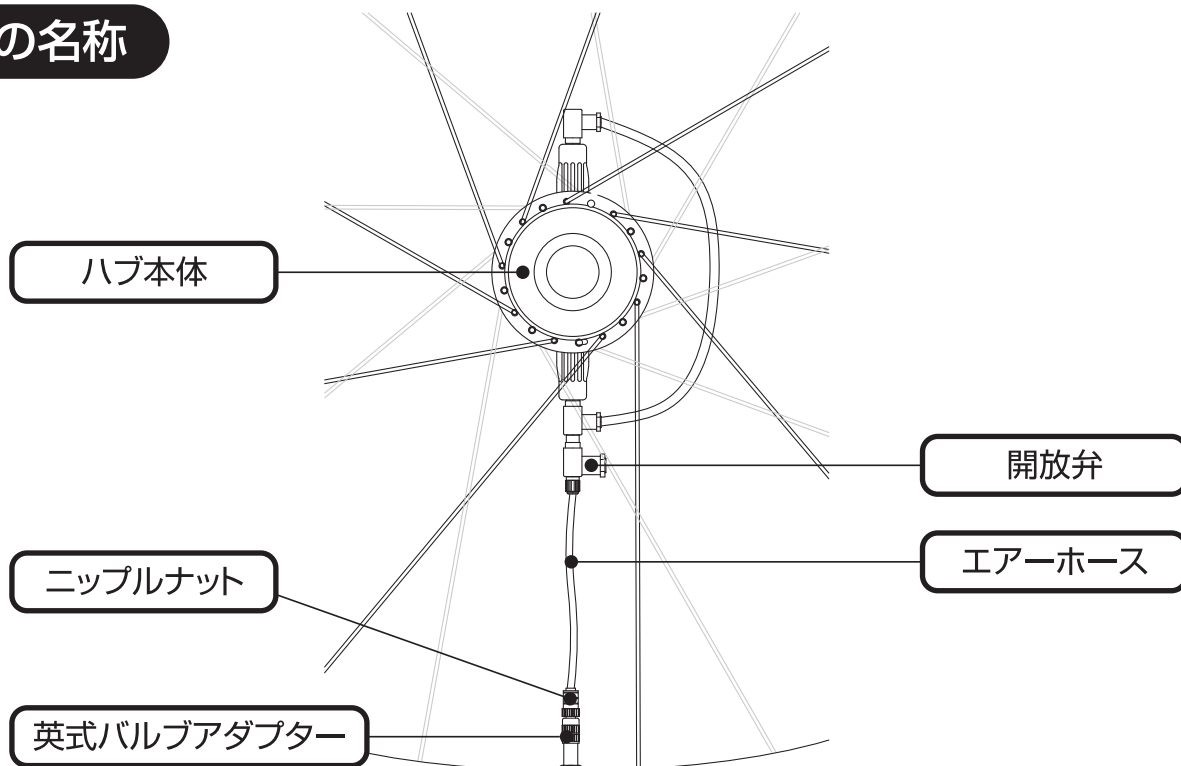 の名称
ハブ本体
開放弁
エアーホース
ニップルナット
英式バルブアダプター